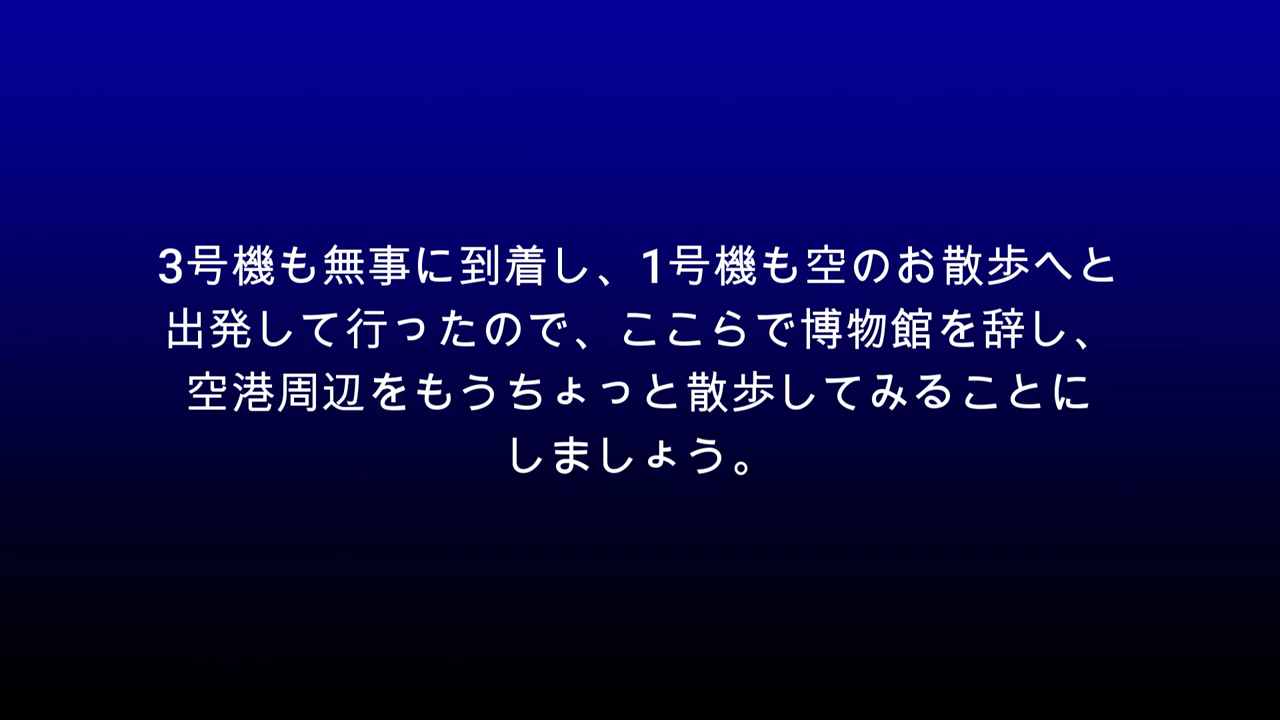 3号機も無事に到着し、1号機も空のお散歩へと
出発して行ったので、ここらで博物館を辞し、
空港周辺をもうちょっと散歩してみることに
しましょう。